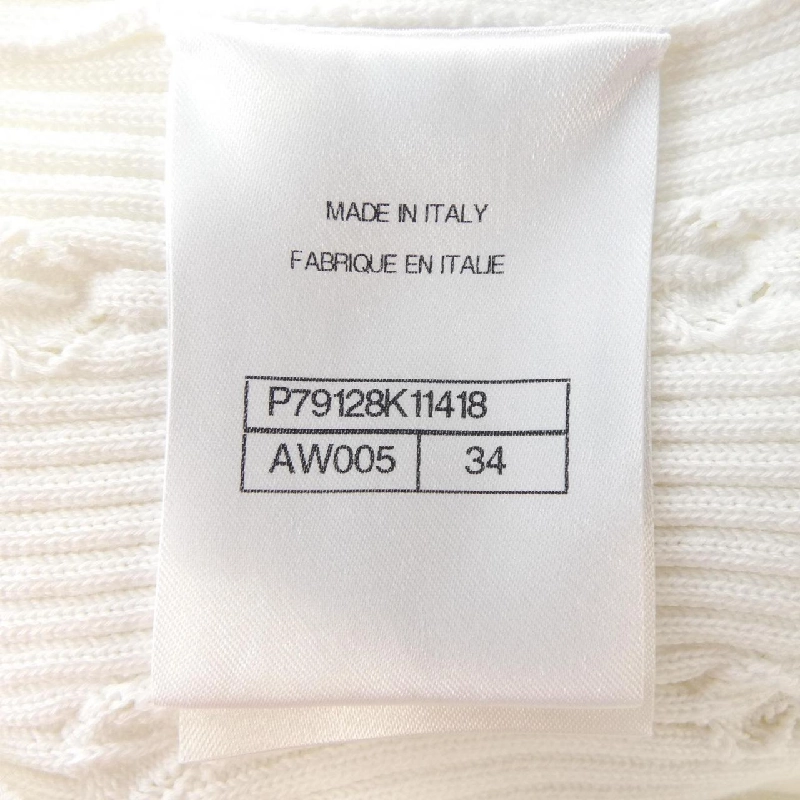 MADE IN ITALY
FABRIQUE EN ITALIE
P79128K11418
AW005 34